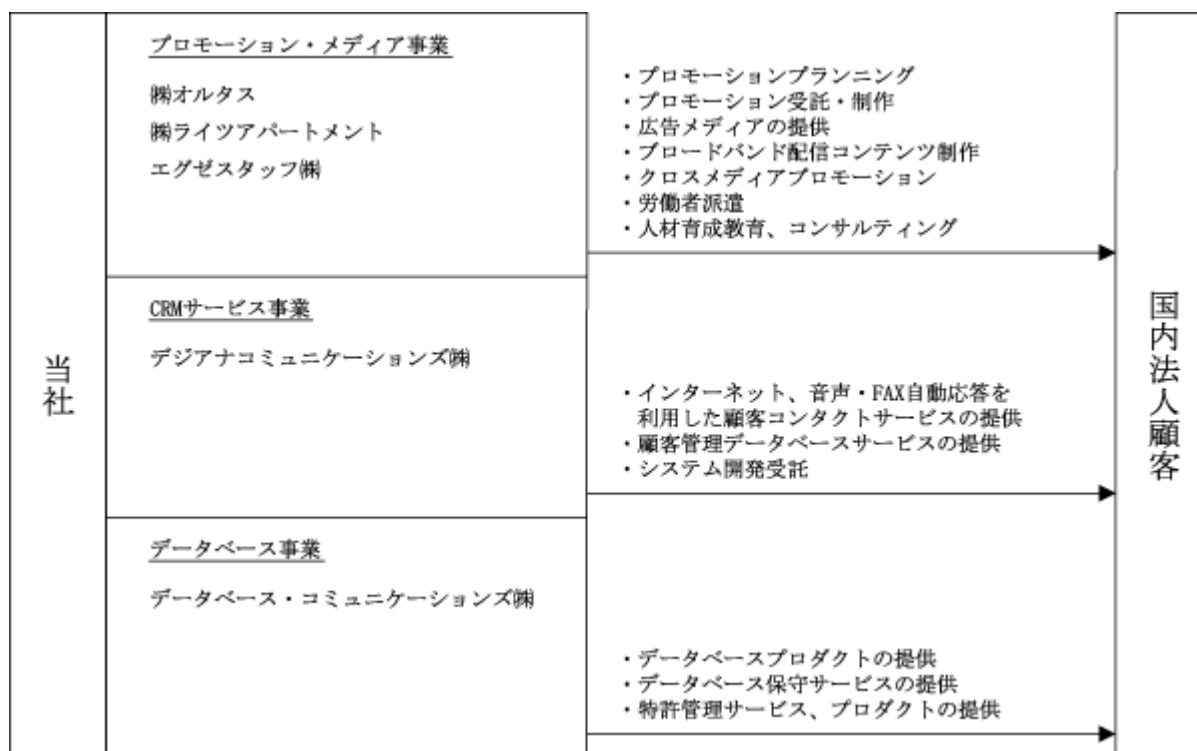 当社
プロモーション・メディア事業
㈱オルタス
㈱ライツアパートメント
エグゼスタッフ㈱
・プロモーションプランニング
・プロモーション受託・制作
・広告メディアの提供
・ブロードバンド配信コンテンツ制作
・クロスメディアプロモーション
・労働者派遣
・人材育成教育、コンサルティング
CRMサービス事業
デジアナコミュニケーションズ㈱
・インターネット、音声・FAX自動応答を
利用した顧客コンタクトサービスの提供
・顧客管理データベースサービスの提供
・システム開発受託
データベース事業
データベース・コミュニケーションズ㈱
・データベースプロダクトの提供
・データベース保守サービスの提供
・特許管理サービス、プロダクトの提供
国内法人顧客